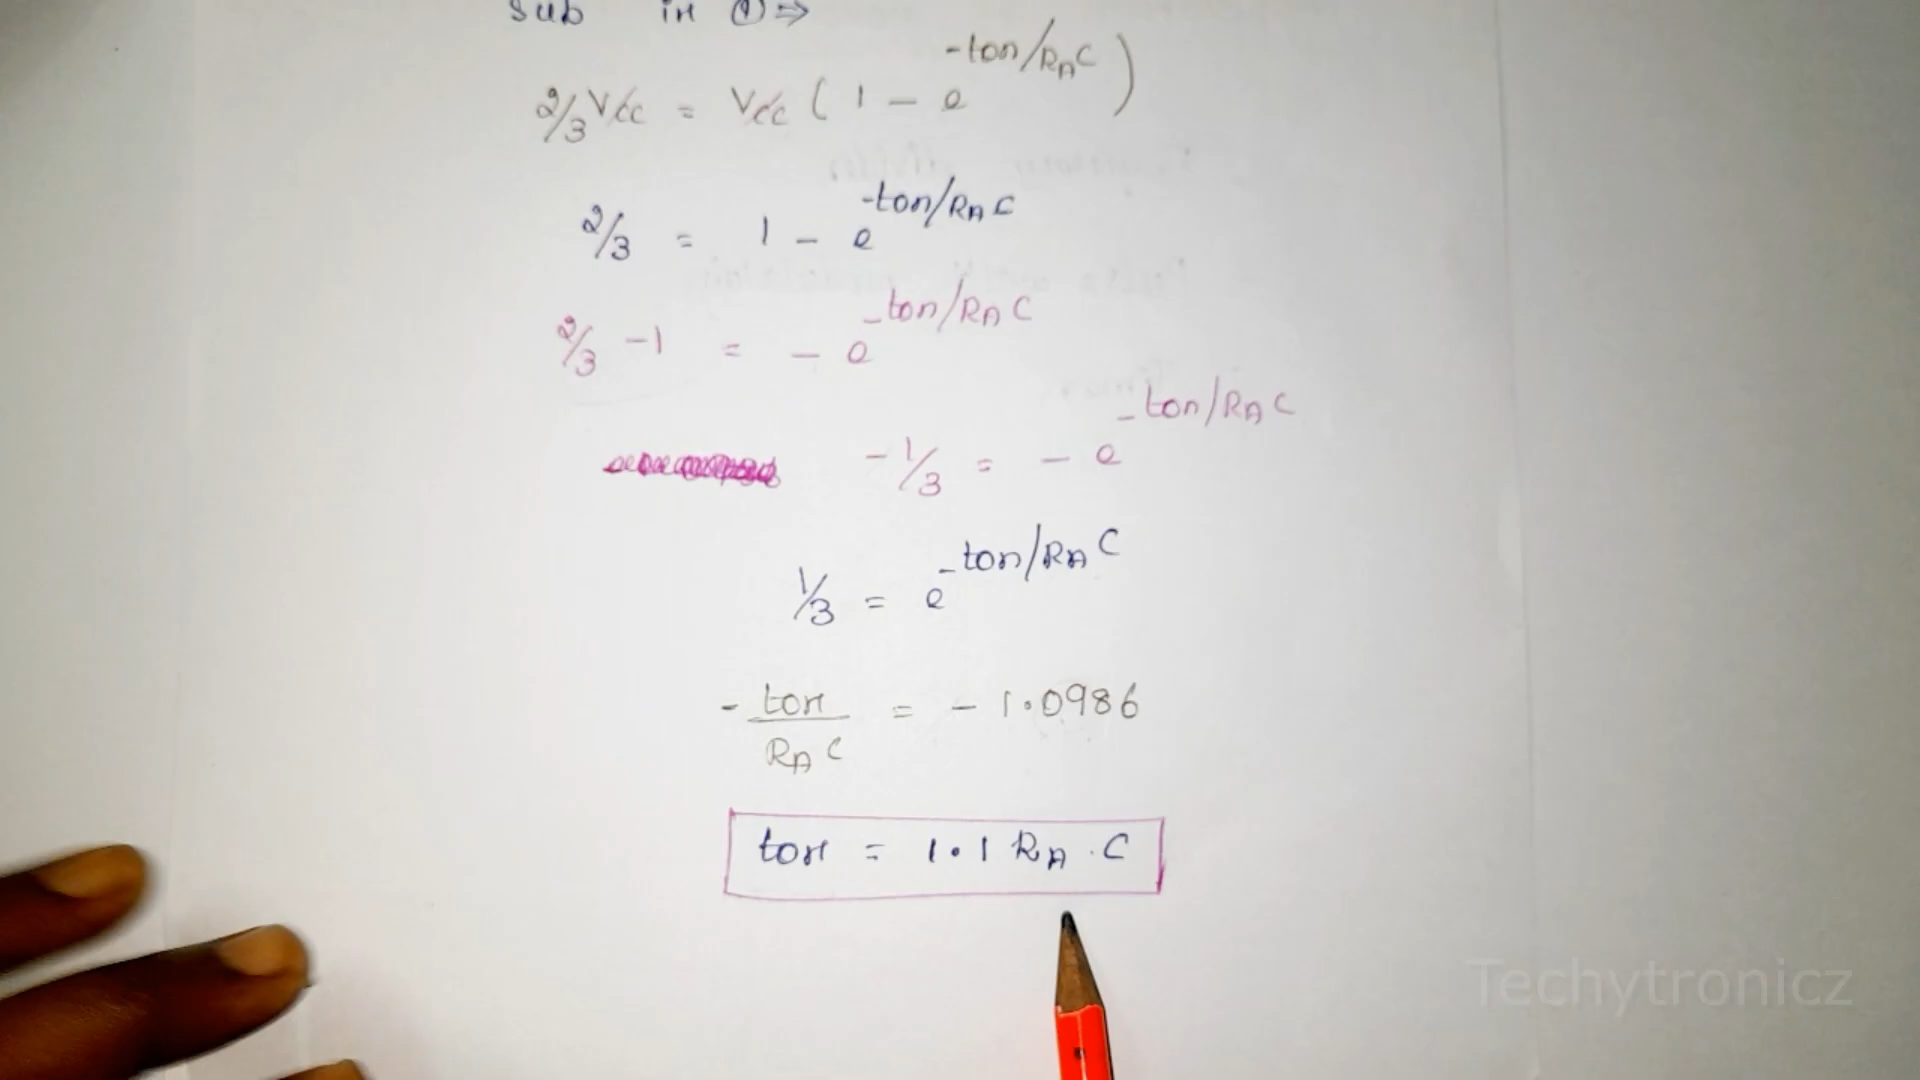 Sub in ① ⇒
2/3 Vcc = Vcc ( 1 - e^-ton/RAC )
2/3 = 1 - e^-ton/RAC
2/3 - 1 = - e^-ton/RAC
- 1/3 = - e^-ton/RAC
1/3 = e^-ton/RAC
- ton/RAC = - 1.0986
ton = 1.1 RA . C
Techytronicz